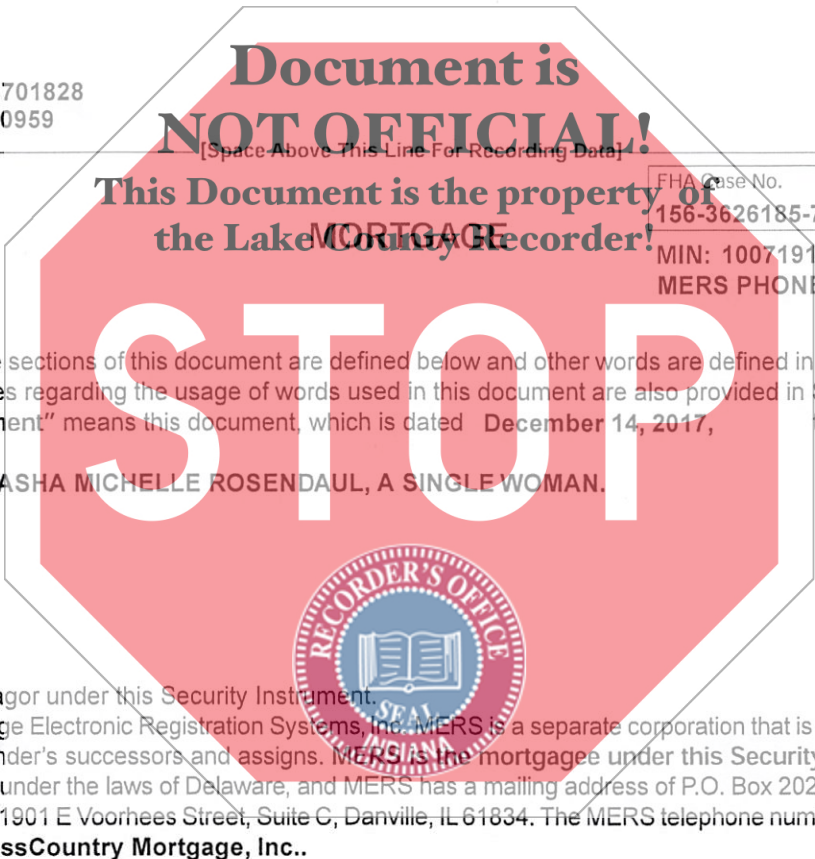 Document is
701828
0959
NOT OFFICIAL!
[Space Above This Line For Recording Data]
This Document is the property of
FHA Case No.
156-3626185-7
the Lake County Recorder!
MORTGAGE
MIN: 1007191
MERS PHONE
STOP
sections of this document are defined below and other words are defined in
regarding the usage of words used in this document are also provided in
ent” means this document, which is dated December 14, 2017,
ASHA MICHELLE ROSENDAUL, A SINGLE WOMAN.
RECORDER'S OFFICE
SEAL
INDIANA
agor under this Security Instrument.
ge Electronic Registration Systems, Inc. MERS is a separate corporation that is
nder's successors and assigns. MERS is the mortgagee under this Security
under the laws of Delaware, and MERS has a mailing address of P.O. Box 202
1901 E Voorhees Street, Suite C, Danville, IL 61834. The MERS telephone num
ssCountry Mortgage, Inc..